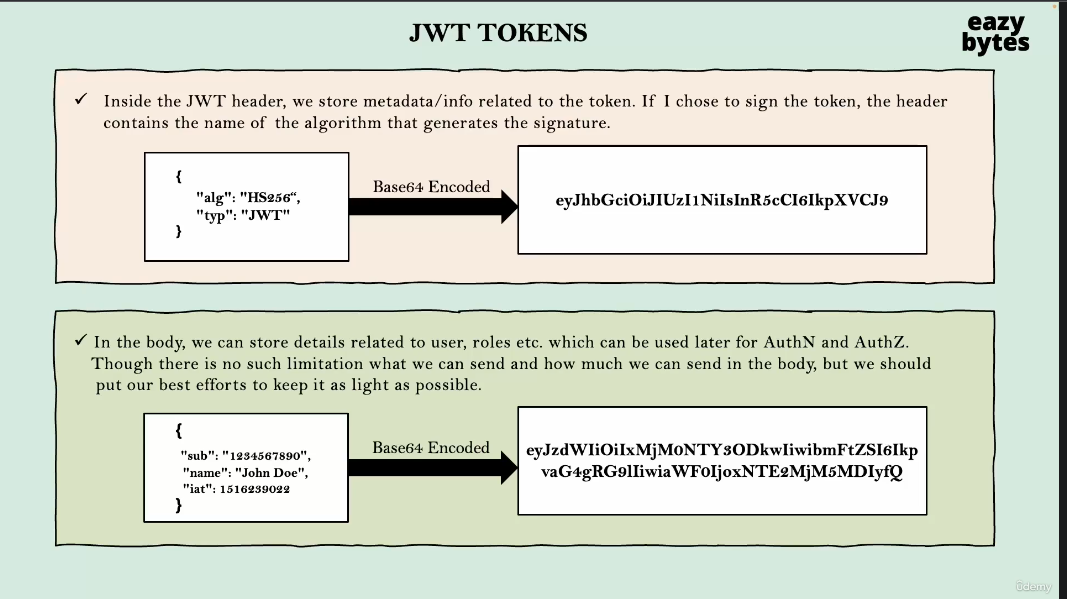 JWT TOKENS
eazy
bytes
✓ Inside the JWT header, we store metadata/info related to the token. If I chose to sign the token, the header
contains the name of the algorithm that generates the signature.
{
"alg": "HS256“,
"typ": "JWT"
}
Base64 Encoded
eyJhbGciOiJIUzI1NiIsInR5cCI6IkpXVCJ9
✓ In the body, we can store details related to user, roles etc. which can be used later for AuthN and AuthZ.
Though there is no such limitation what we can send and how much we can send in the body, but we should
put our best efforts to keep it as light as possible.
{
"sub": "1234567890",
"name": "John Doe",
"iat": 1516239022
}
Base64 Encoded
eyJzdWIiOiIxMjM0NTY3ODkwIiwibmFtZSI6Ikp
vaG4gRG9lIiwiaWF0IjoxNTE2MjM5MDIyfQ
Udemy